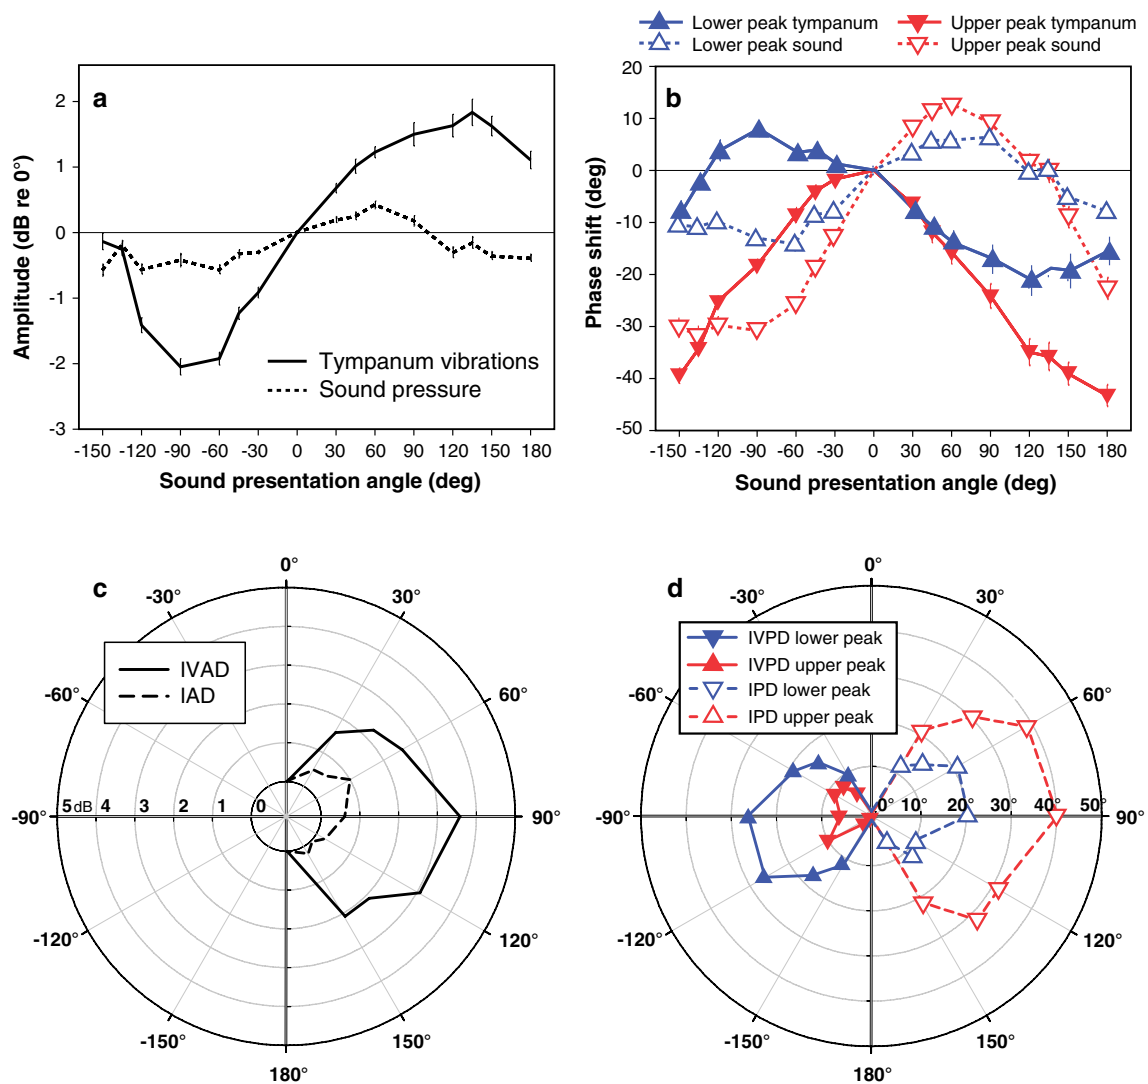 Lower peak tympanum
Upper peak tympanum
Lower peak sound
Upper peak sound
a
2
1
0
-1
-2
-3
Amplitude (dB re 0°)
Tympanum vibrations
Sound pressure
-150 -120 -90 -60 -30 0 30 60 90 120 150 180
Sound presentation angle (deg)
b
20
10
0
-10
-20
-30
-40
-50
Phase shift (deg)
-150 -120 -90 -60 -30 0 30 60 90 120 150 180
Sound presentation angle (deg)
c
0°
-30° 30°
IVAD
IAD
-60° 60°
-90° 5 dB 4 3 2 1 0 90°
-120° 120°
-150° 150°
180°
d
0°
-30° 30°
IVPD lower peak
IVPD upper peak
IPD lower peak
IPD upper peak
-60° 60°
-90° 0° 10° 20° 30° 40° 50° 90°
-120° 120°
-150° 150°
180°